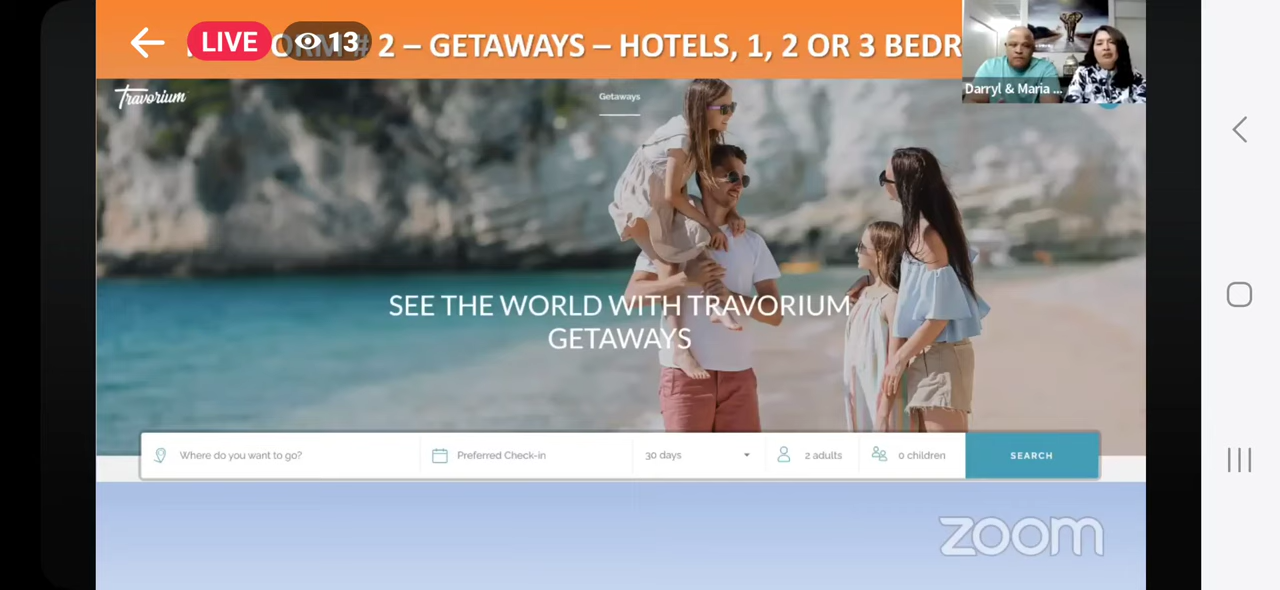 LIVE
13
2 – GETAWAYS – HOTELS, 1, 2 OR 3 BEDR
Darryl & Maria ...
Travorium
Getaways
SEE THE WORLD WITH TRAVORIUM
GETAWAYS
Where do you want to go?
Preferred Check-in
30 days
2 adults
0 children
SEARCH
zoom